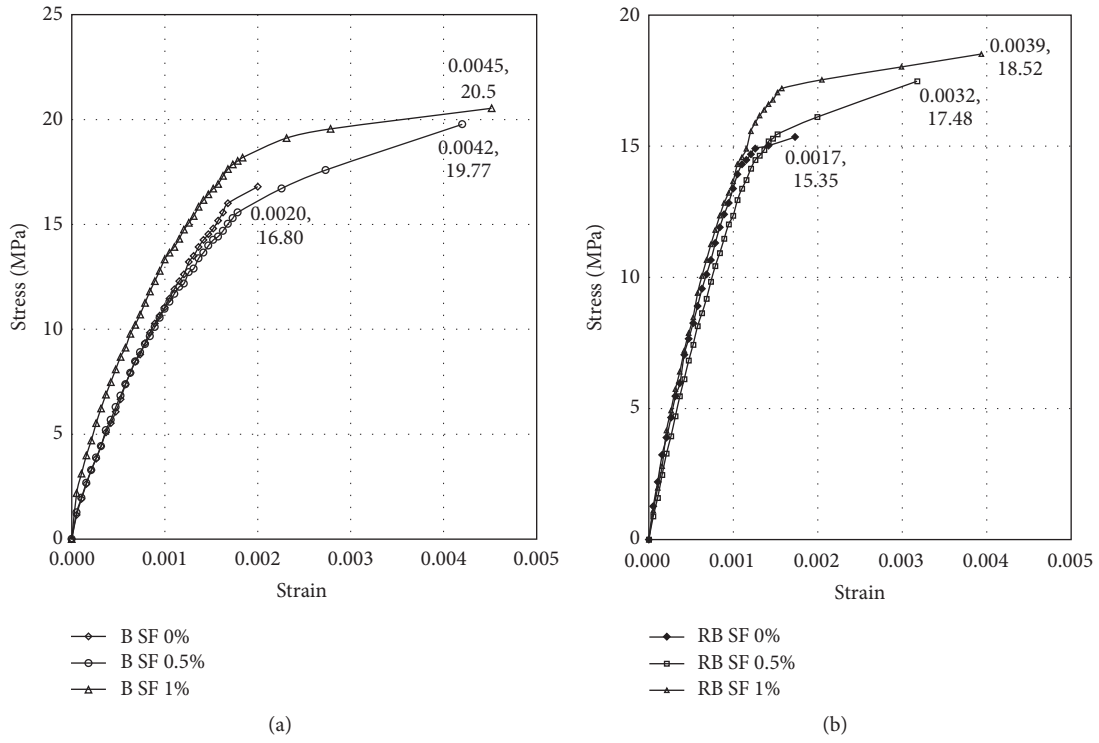 25
20
15
10
5
0
Stress (MPa)
0.0045,
20.5
0.0042,
19.77
0.0020,
16.80
0.000
0.001
0.002
0.003
0.004
0.005
Strain
B SF 0%
B SF 0.5%
B SF 1%
(a)
20
15
10
5
0
Stress (MPa)
0.0039,
18.52
0.0032,
17.48
0.0017,
15.35
0.000
0.001
0.002
0.003
0.004
0.005
Strain
RB SF 0%
RB SF 0.5%
RB SF 1%
(b)